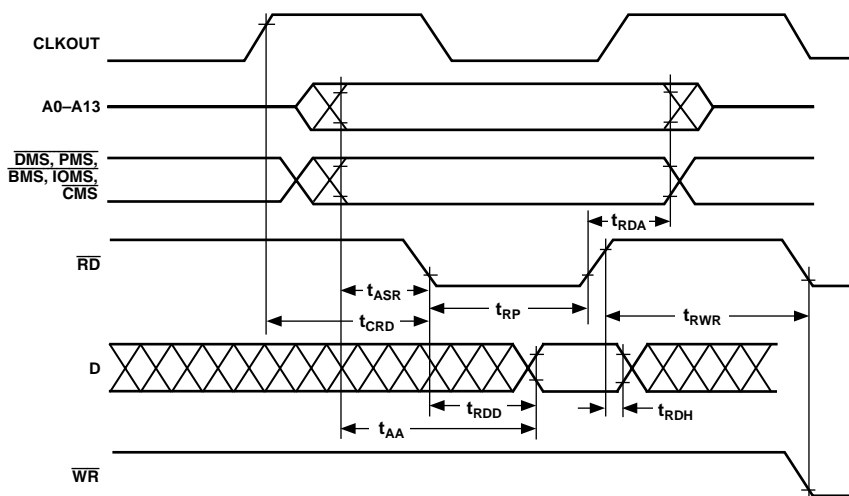 CLKOUT
A0–A13
DMS, PMS,
BMS, IOMS,
CMS
tRDA
RD
tASR
tRP
tCRD
tRWR
D
tRDD
tRDH
tAA
WR